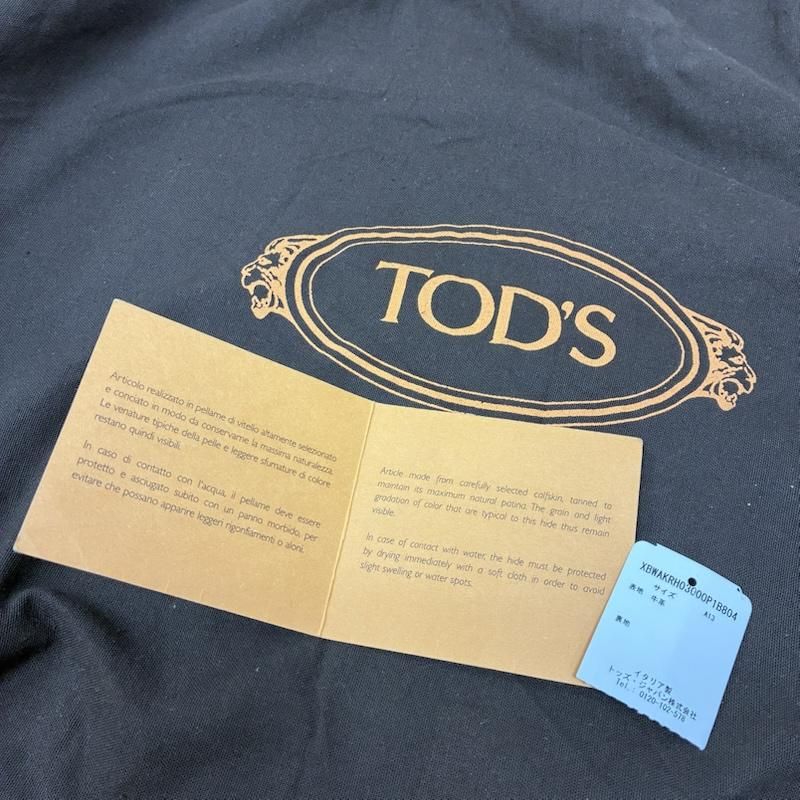 TOD'S
Articolo realizzato in pellame di vitello altamente selezionato
e conciato in modo da conservarne la massima naturalezza.
Le venature tipiche della pelle e leggere sfumature di colore
restano quindi visibili.
In caso di contatto con l'acqua, il pellame deve essere
protetto e asciugato subito con un panno morbido, per
evitare che possano apparire leggeri rigonfiamenti o aloni.
Article made from carefully selected calfskin, tanned to
maintain its maximum natural patina. The grain and light
gradation of color that are typical to this hide thus remain
visible.
In case of contact with water, the hide must be protected
by drying immediately with a soft cloth in order to avoid
slight swelling or water spots.
XBWAKRH03000P1B804
サイズ A13
表地 牛革
裏地
イタリア製
トッズ・ジャパン株式会社
Tel.: 0120-102-578